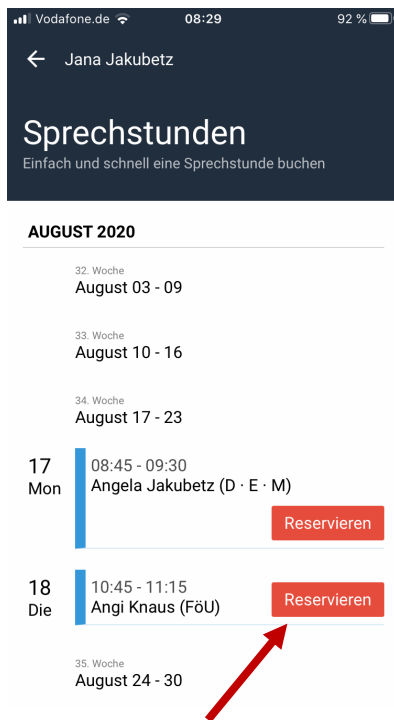 Vodafone.de 08:29 92 %
Jana Jakubetz
Sprechstunden
Einfach und schnell eine Sprechstunde buchen
AUGUST 2020
32. Woche
August 03 - 09
33. Woche
August 10 - 16
34. Woche
August 17 - 23
17 08:45 - 09:30
Mon Angela Jakubetz (D · E · M)
Reservieren
18 10:45 - 11:15
Die Angi Knaus (FöU) Reservieren
35. Woche
August 24 - 30